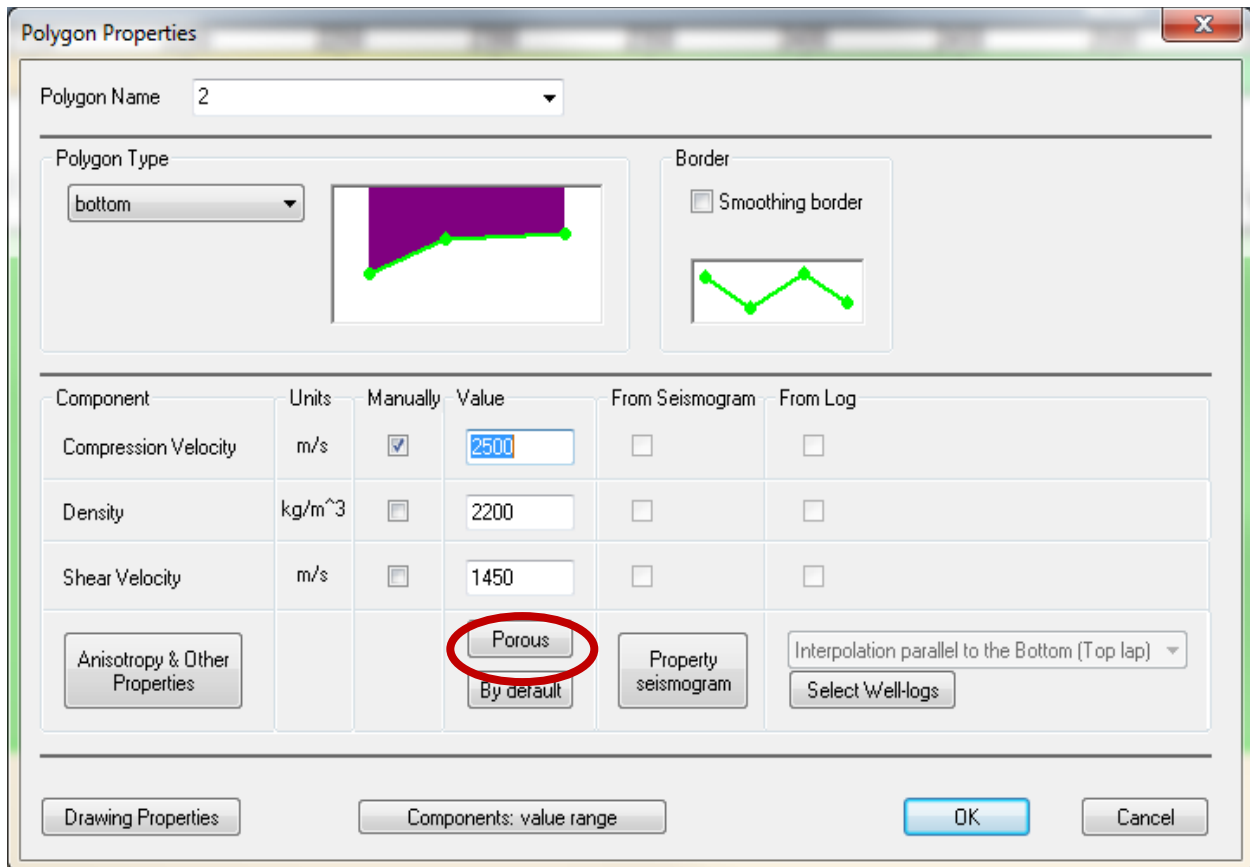 Polygon Properties
X
Polygon Name 2
Polygon Type
bottom
Border
Smoothing border
Component Units Manually Value From Seismogram From Log
Compression Velocity m/s 2500
Density kg/m^3 2200
Shear Velocity m/s 1450
Anisotropy & Other
Properties
Porous
By default
Property
seismogram
Interpolation parallel to the Bottom (Top lap)
Select Well-logs
Drawing Properties Components: value range OK Cancel